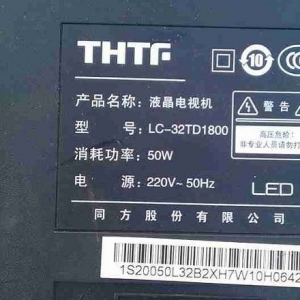 THTF
10
产品名称: 液晶电视机
型 号: LC-32TD1800
消耗功率: 50W
电 源: 220V~ 50Hz
警告
高压危险!
非专业人员请勿打
LED
同方股份有限公司
1S20050L32B2XH7W10H0642